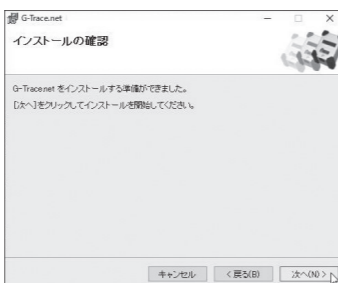 G-Trace.net
インストールの確認
G-Trace.net をインストールする準備ができました。
[次へ]をクリックしてインストールを開始してください。
キャンセル
< 戻る(B)
次へ(N) >